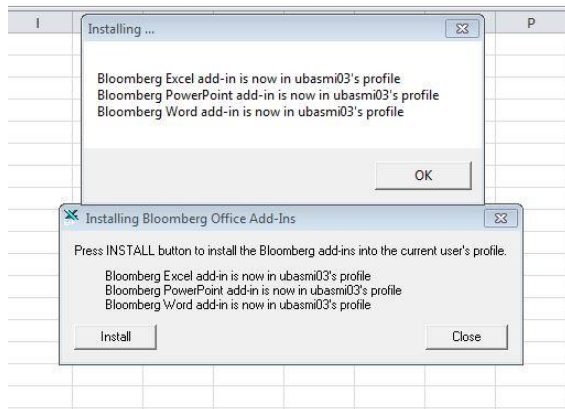 I P
Installing ...
Bloomberg Excel add-in is now in ubasmi03's profile
Bloomberg PowerPoint add-in is now in ubasmi03's profile
Bloomberg Word add-in is now in ubasmi03's profile
OK
Installing Bloomberg Office Add-Ins
Press INSTALL button to install the Bloomberg add-ins into the current user's profile.
Bloomberg Excel add-in is now in ubasmi03's profile
Bloomberg PowerPoint add-in is now in ubasmi03's profile
Bloomberg Word add-in is now in ubasmi03's profile
Install Close